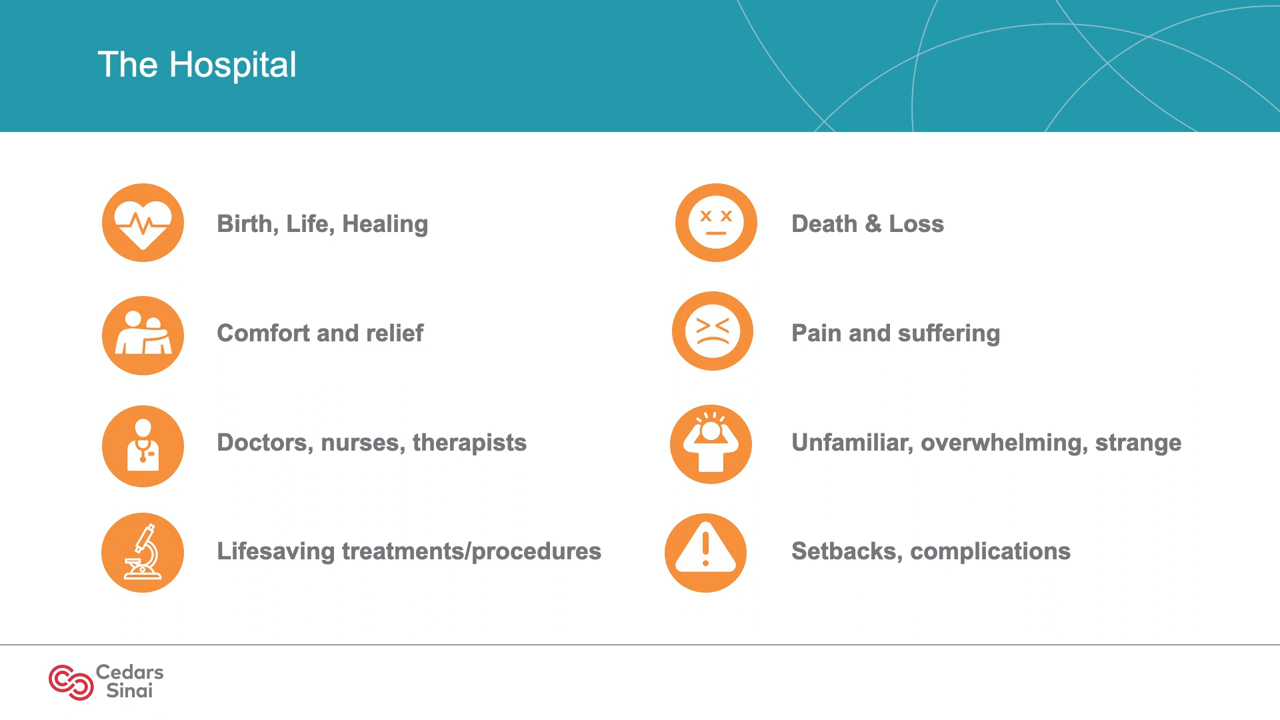 The Hospital
Birth, Life, Healing
Death & Loss
Comfort and relief
Pain and suffering
Doctors, nurses, therapists
Unfamiliar, overwhelming, strange
Lifesaving treatments/procedures
Setbacks, complications
Cedars
Sinai